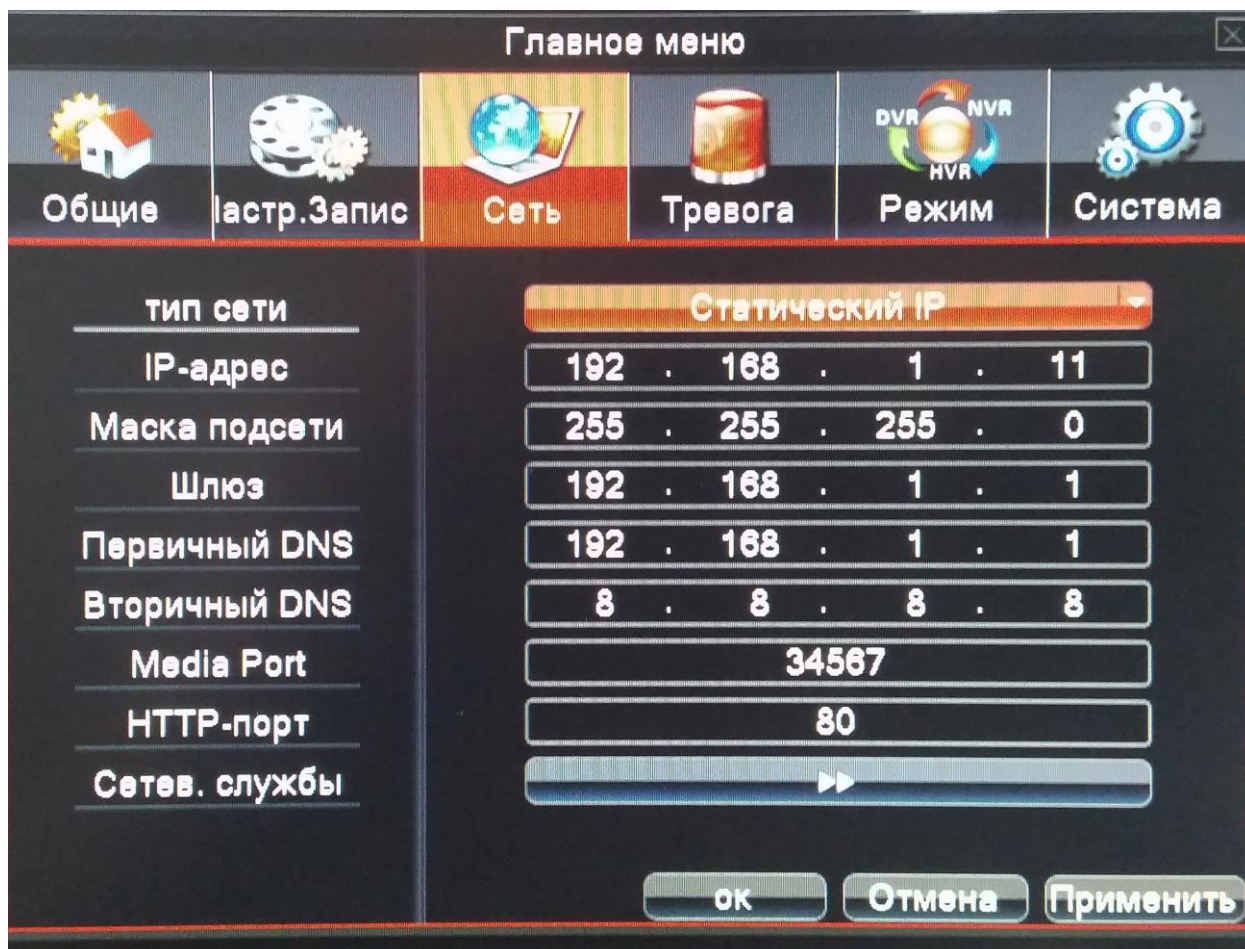 Главное меню
DVR NVR HVR
Общие Настр.Запис Сеть Тревога Режим Система
тип сети Статический IP
IP-адрес 192 . 168 . 1 . 11
Маска подсети 255 . 255 . 255 . 0
Шлюз 192 . 168 . 1 . 1
Первичный DNS 192 . 168 . 1 . 1
Вторичный DNS 8 . 8 . 8 . 8
Media Port 34567
HTTP-порт 80
Сетев. службы
ок Отмена Применить